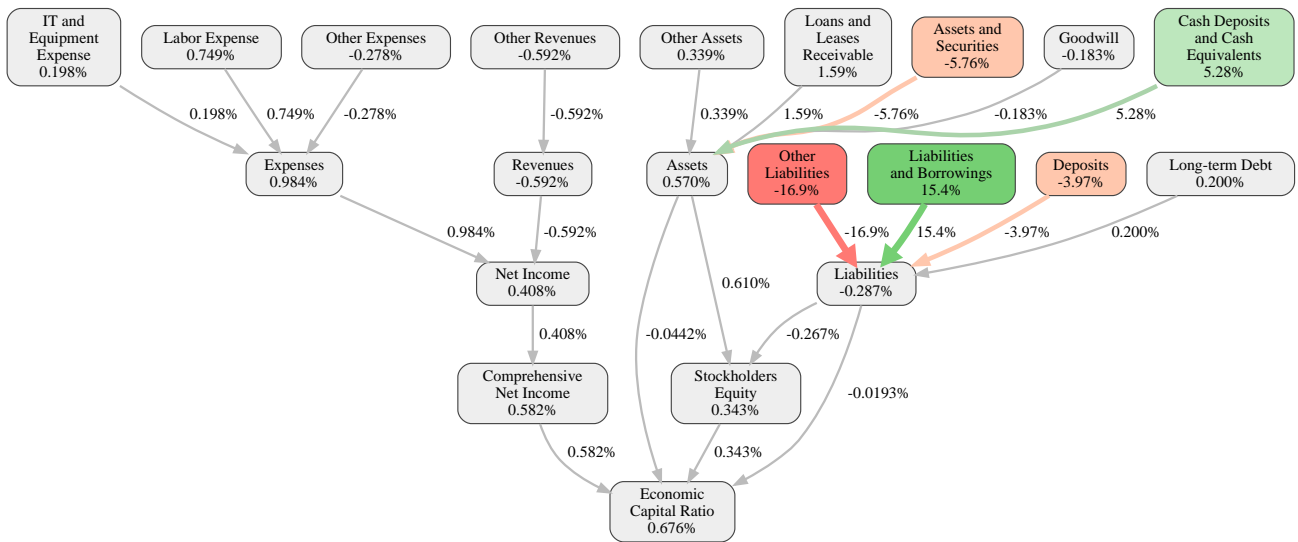 IT and
Equipment
Expense
0.198%
Labor Expense
0.749%
Other Expenses
-0.278%
Other Revenues
-0.592%
Other Assets
0.339%
Loans and
Leases
Receivable
1.59%
Assets and
Securities
-5.76%
Goodwill
-0.183%
Cash Deposits
and Cash
Equivalents
5.28%
0.198%
0.749%
-0.278%
-0.592%
0.339%
1.59%
-5.76%
-0.183%
5.28%
Expenses
0.984%
Revenues
-0.592%
Assets
0.570%
Other
Liabilities
-16.9%
Liabilities
and Borrowings
15.4%
Deposits
-3.97%
Long-term Debt
0.200%
0.984%
-0.592%
-16.9%
15.4%
-3.97%
0.200%
Net Income
0.408%
0.610%
Liabilities
-0.287%
0.408%
-0.0442%
-0.267%
Comprehensive
Net Income
0.582%
Stockholders
Equity
0.343%
-0.0193%
0.582%
0.343%
Economic
Capital Ratio
0.676%